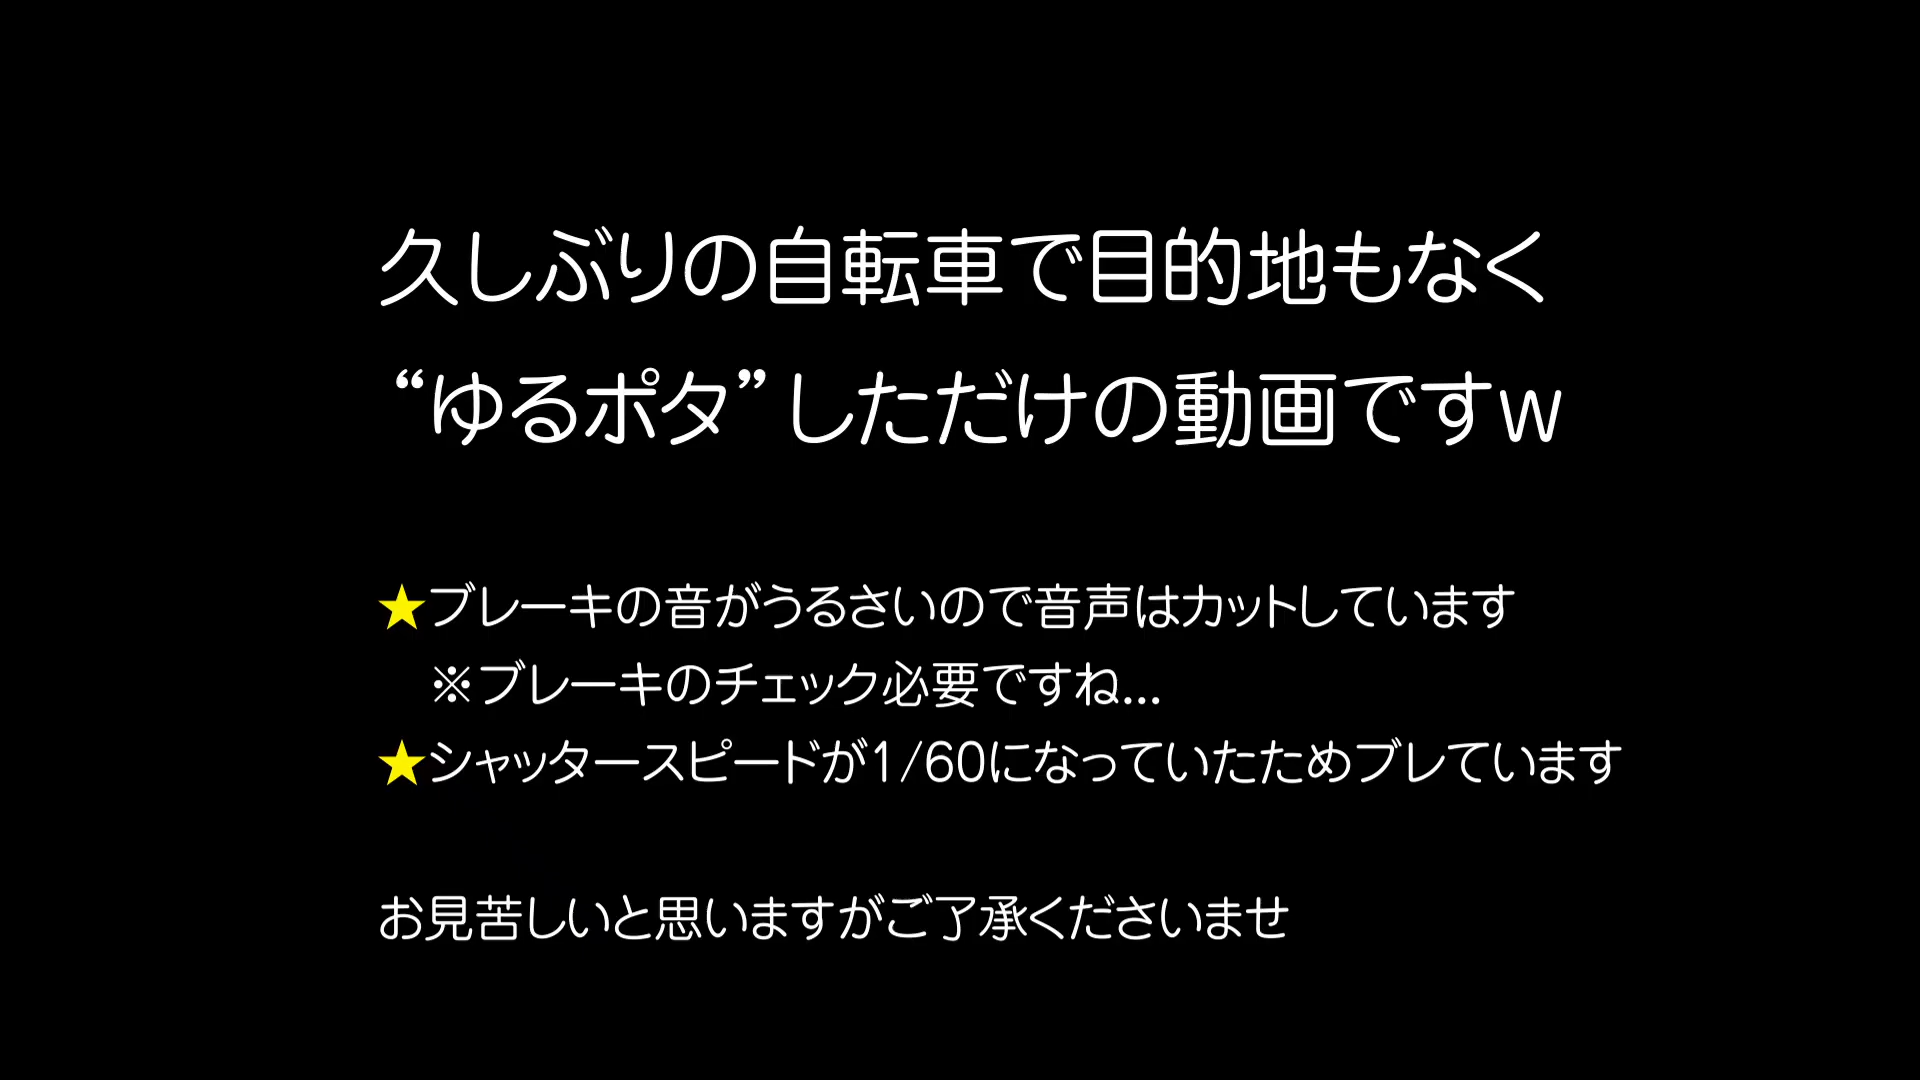 久しぶりの自転車で目的地もなく
“ゆるポタ”しただけの動画ですw
★ブレーキの音がうるさいので音声はカットしています
※ブレーキのチェック必要ですね...
★シャッタースピードが1/60になっていたためブレています
お見苦しいと思いますがご了承くださいませ